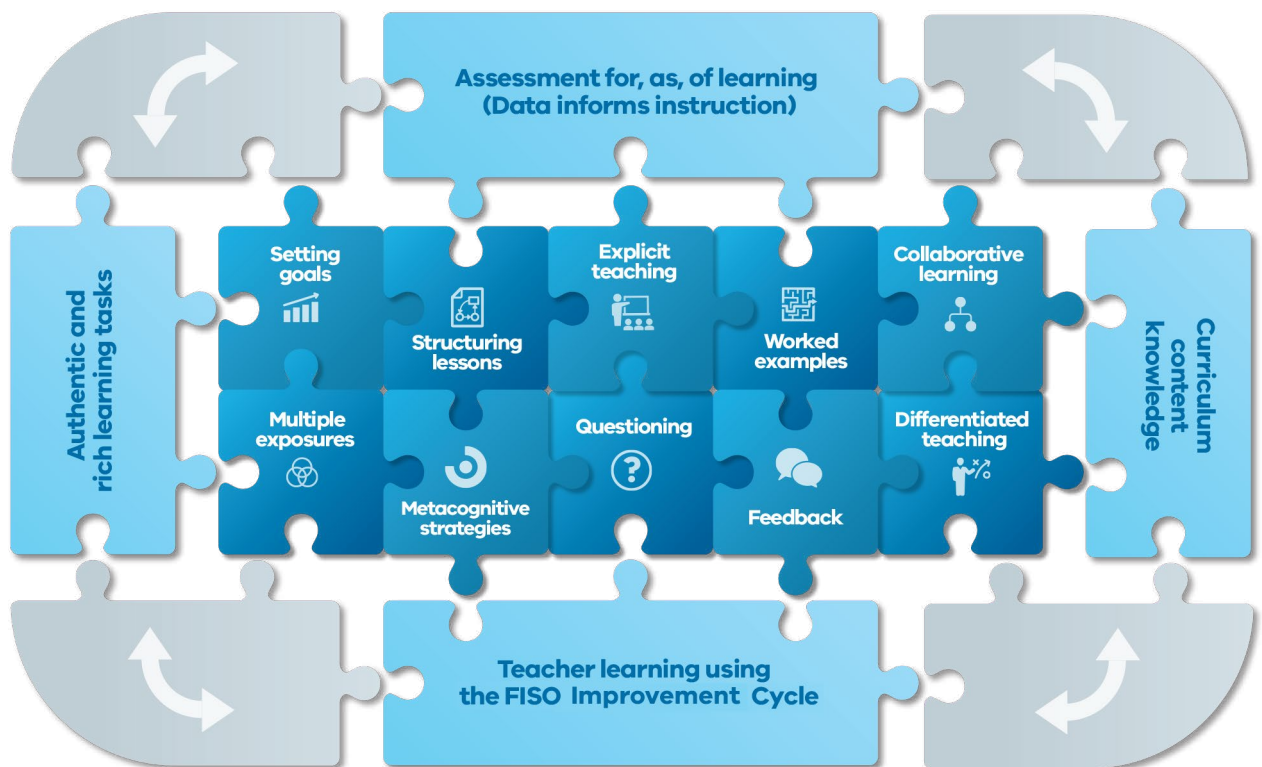 Assessment for, as, of learning
(Data informs instruction)
Authentic and
rich learning tasks
Setting
goals
Structuring
lessons
Explicit
teaching
Worked
examples
Collaborative
learning
Multiple
exposures
Metacognitive
strategies
Questioning
?
Feedback
Differentiated
teaching
Curriculum
content
knowledge
Teacher learning using
the FISO Improvement Cycle